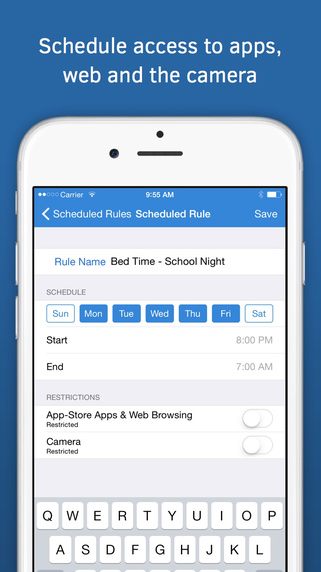 Schedule access to apps,
web and the camera
Carrier 9:55 AM
Scheduled Rules Scheduled Rule Save
Rule Name Bed Time - School Night
SCHEDULE
Sun Mon Tue Wed Thu Fri Sat
Start 8:00 PM
End 7:00 AM
RESTRICTIONS
App-Store Apps & Web Browsing
Restricted
Camera
Restricted
Q W E R T Y U I O P
A S D F G H J K L